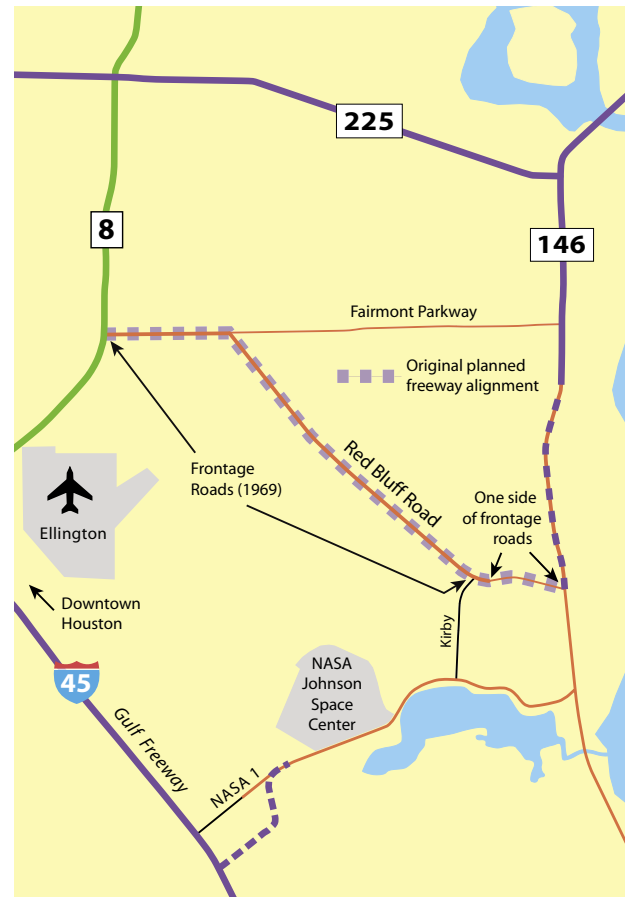 225
8
146
Fairmont Parkway
Original planned
freeway alignment
Red Bluff Road
Frontage
Roads (1969)
One side
of frontage
roads
Ellington
Downtown
Houston
Kirby
NASA
Johnson
Space
Center
45
Gulf Freeway
NASA 1